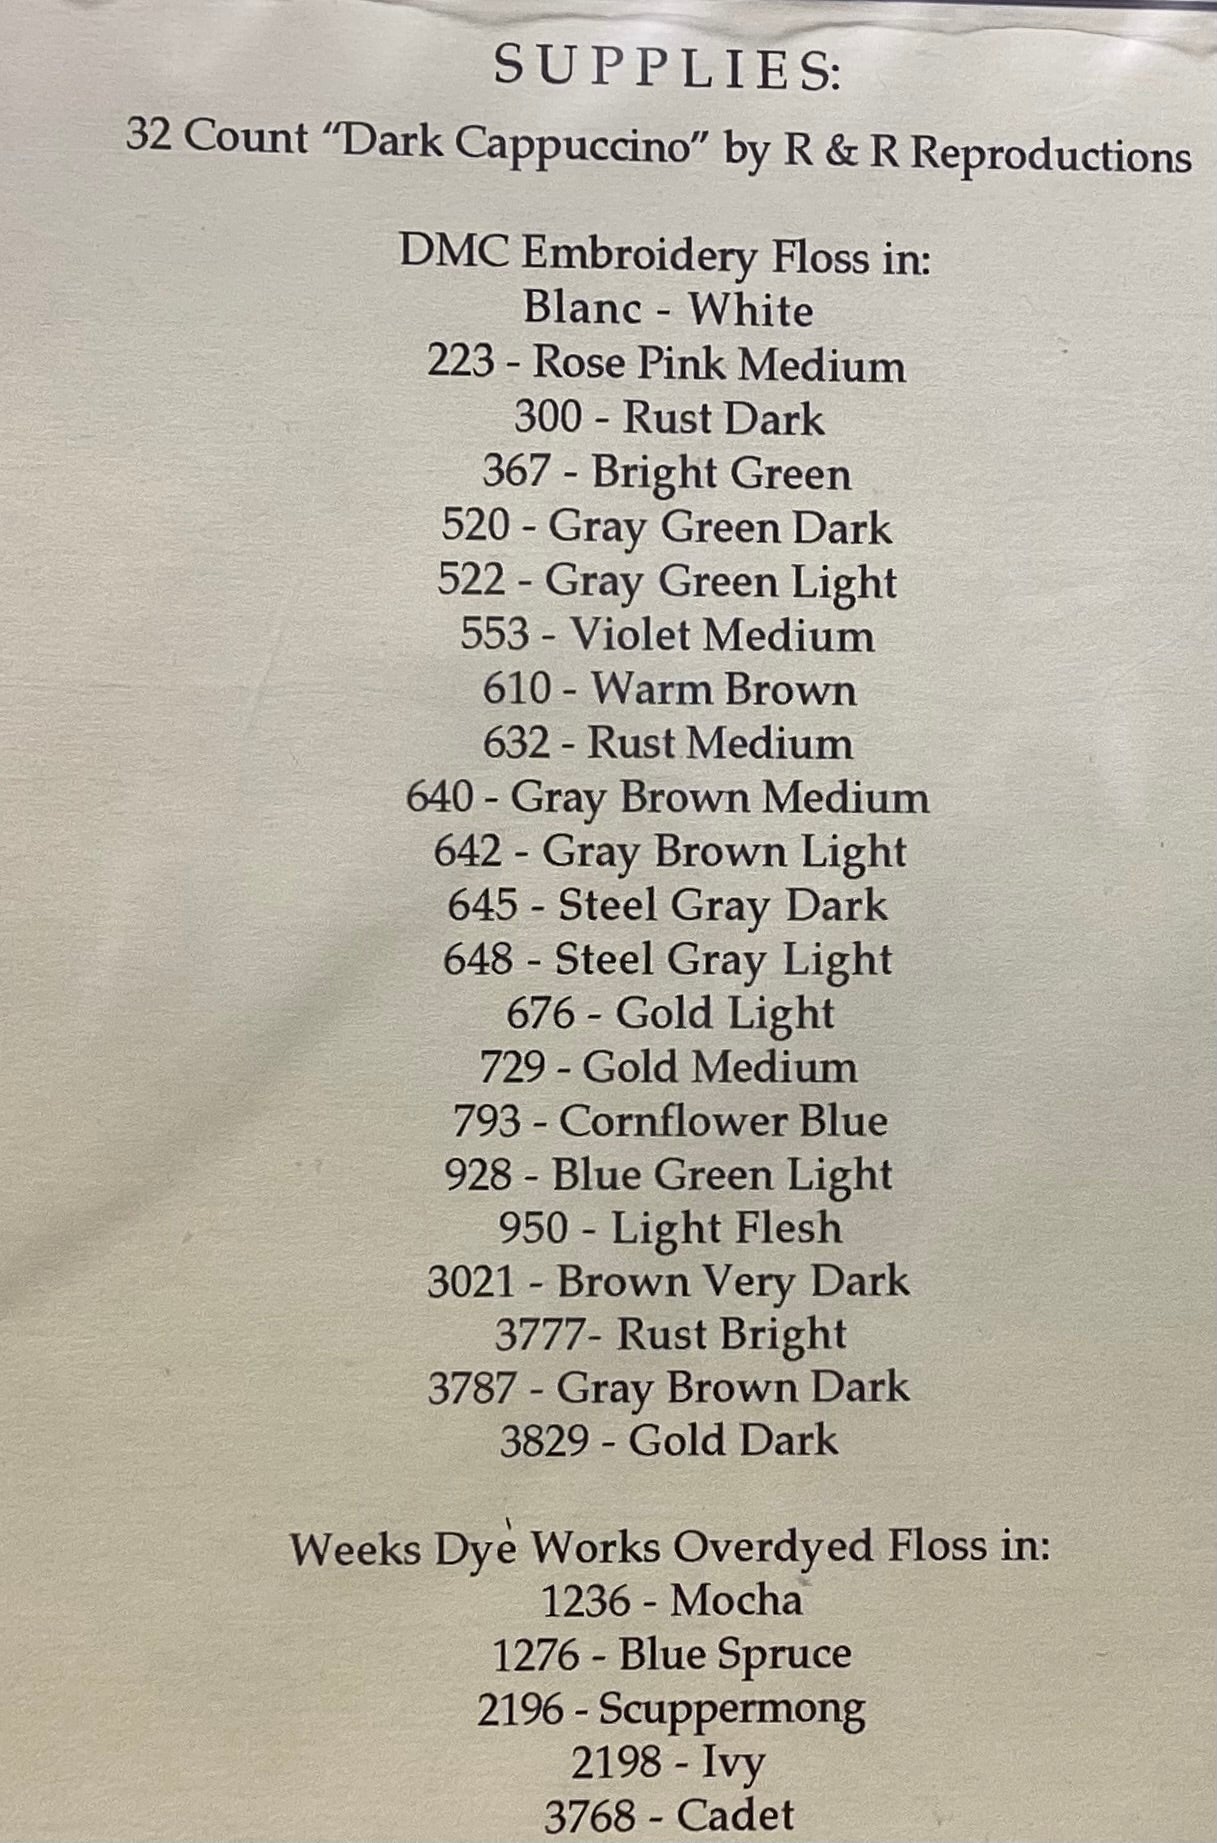 SUPPLIES:
32 Count “Dark Cappuccino” by R & R Reproductions
DMC Embroidery Floss in:
Blanc - White
223 - Rose Pink Medium
300 - Rust Dark
367 - Bright Green
520 - Gray Green Dark
522 - Gray Green Light
553 - Violet Medium
610 - Warm Brown
632 - Rust Medium
640 - Gray Brown Medium
642 - Gray Brown Light
645 - Steel Gray Dark
648 - Steel Gray Light
676 - Gold Light
729 - Gold Medium
793 - Cornflower Blue
928 - Blue Green Light
950 - Light Flesh
3021 - Brown Very Dark
3777- Rust Bright
3787 - Gray Brown Dark
3829 - Gold Dark
Weeks Dye Works Overdyed Floss in:
1236 - Mocha
1276 - Blue Spruce
2196 - Scuppermong
2198 - Ivy
3768 - Cadet